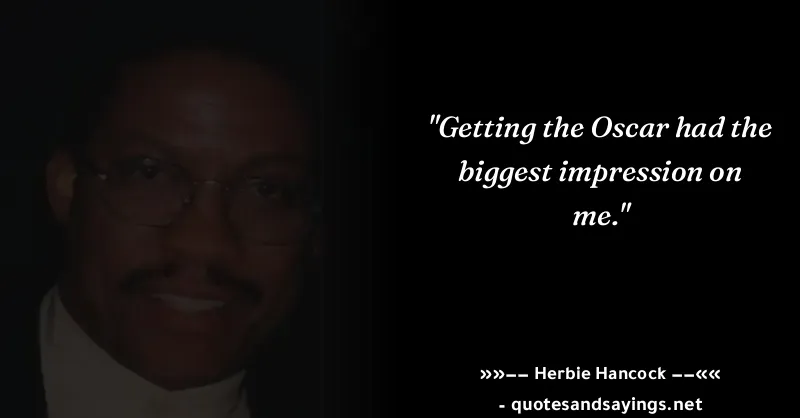 "Getting the Oscar had the
biggest impression on
me."
»»−− Herbie Hancock −−««
- quotesandsayings.net